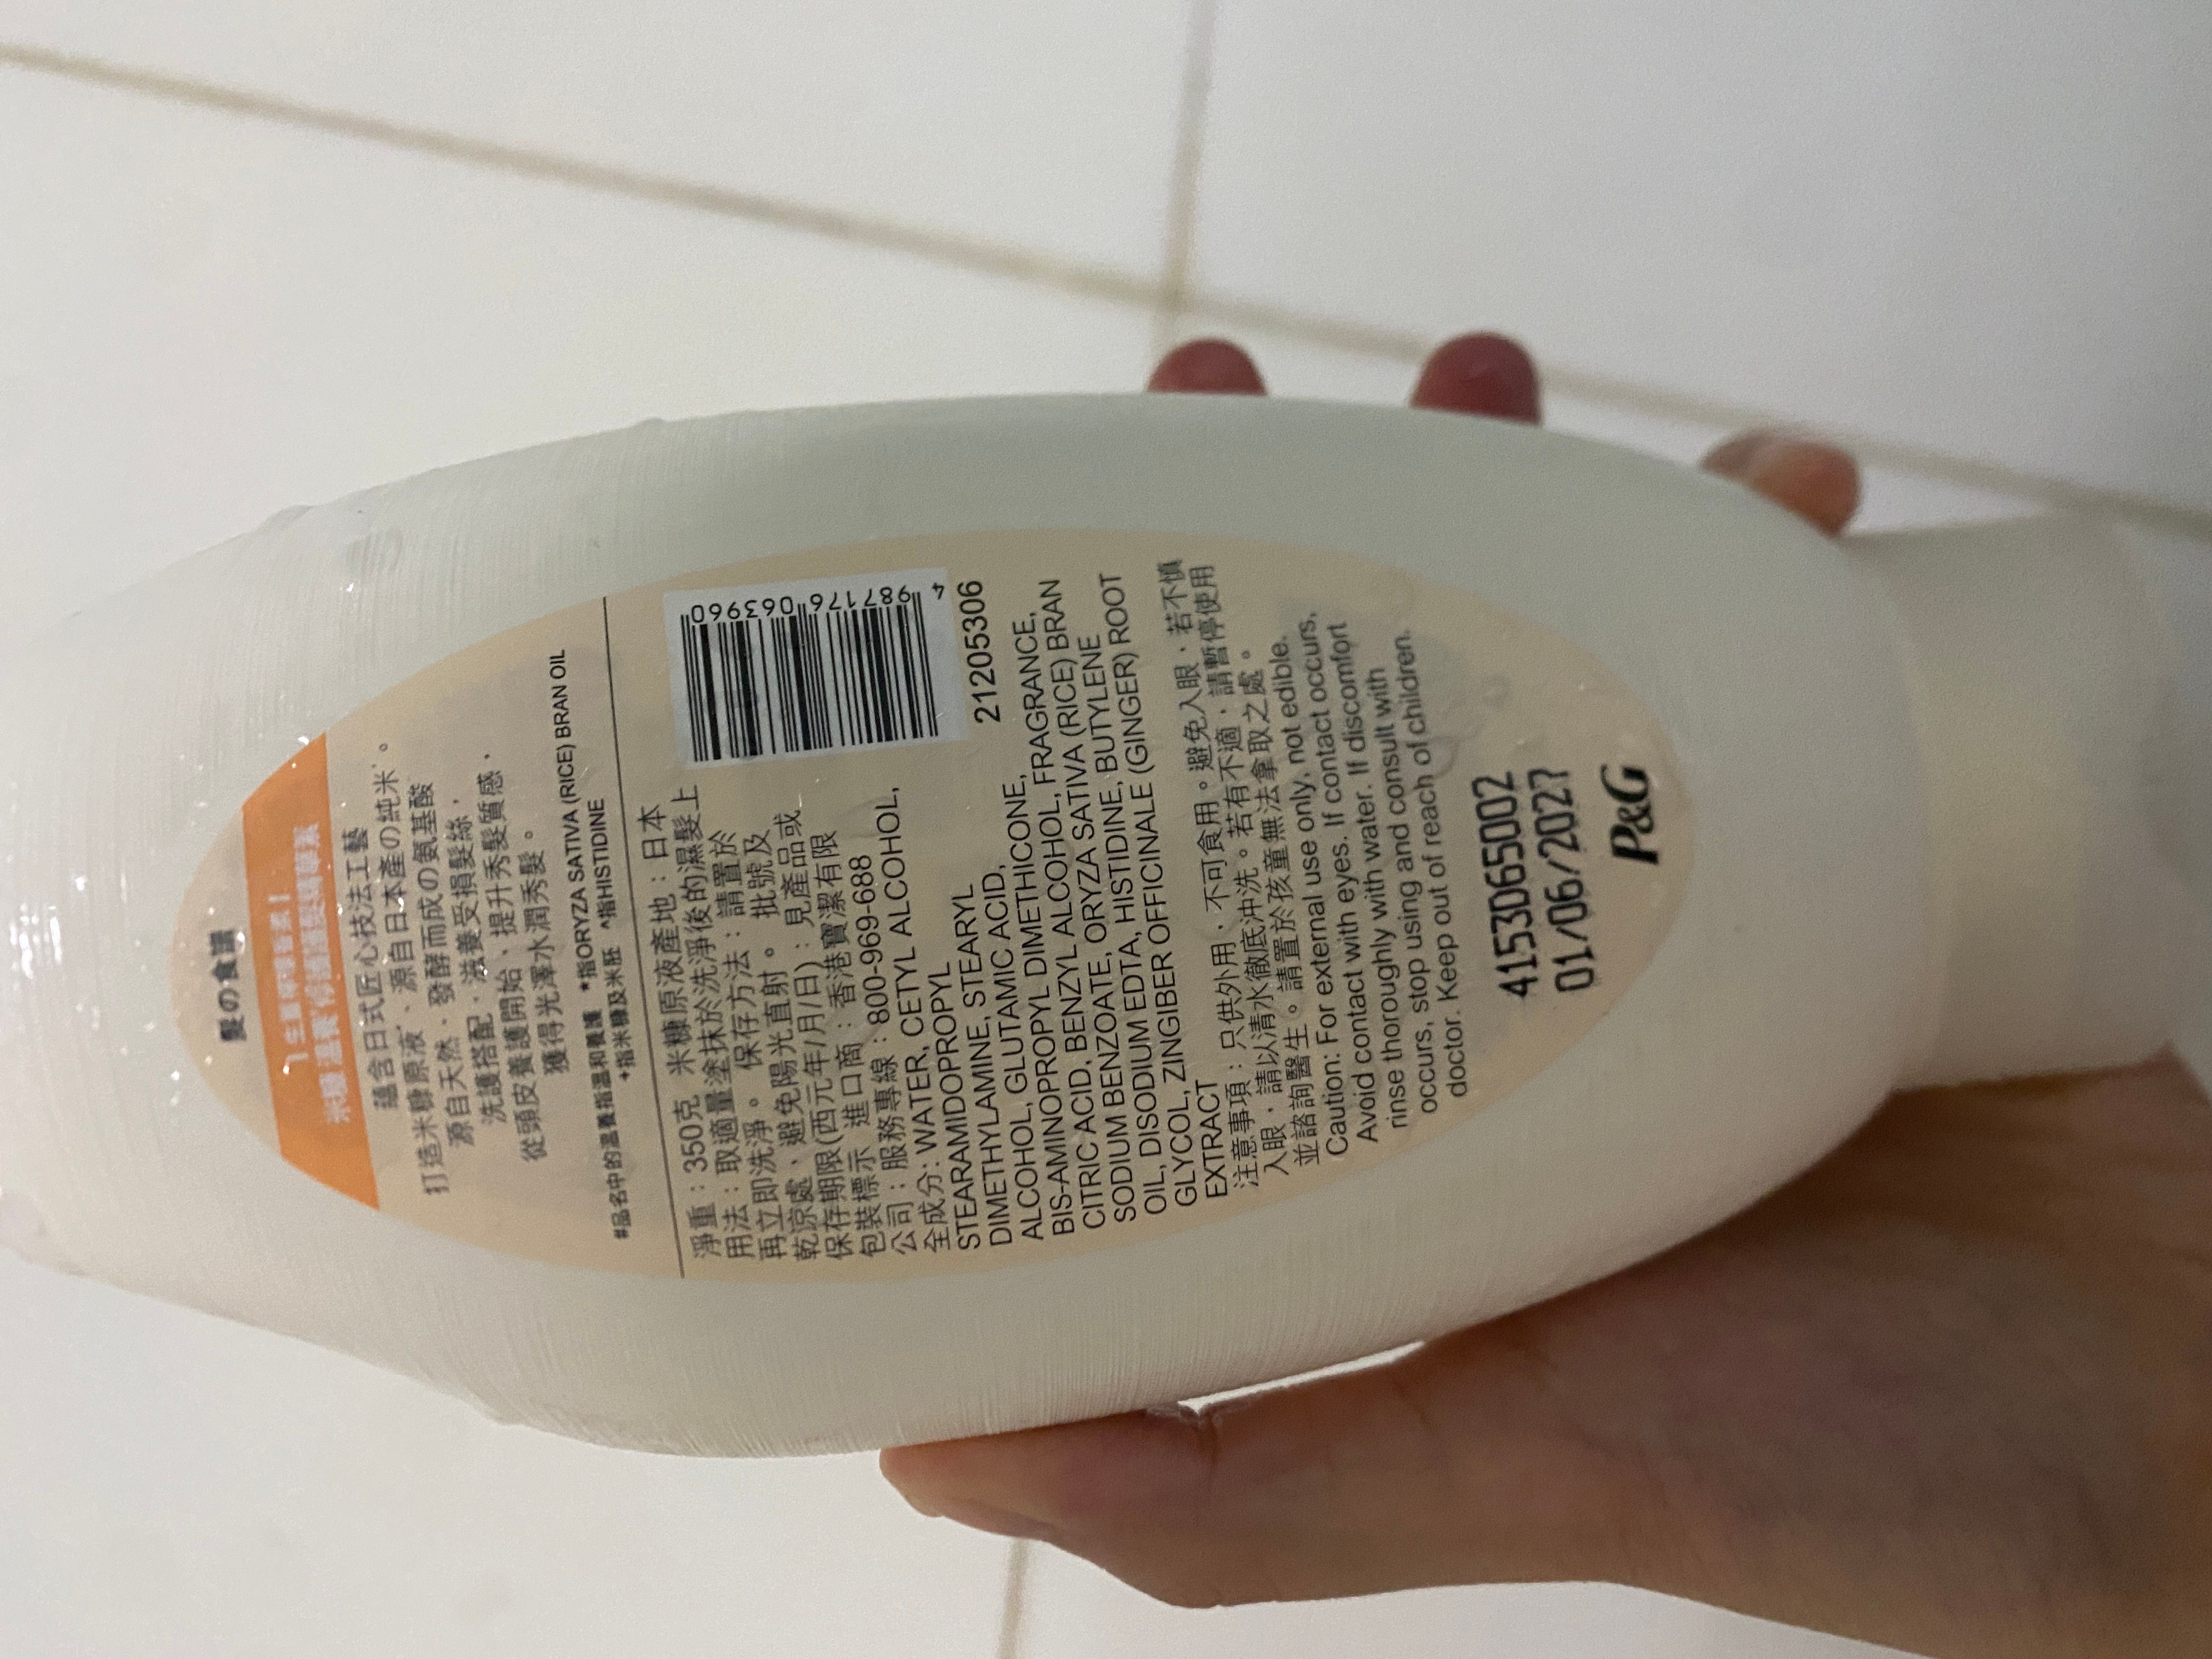 髮の食譜
米糠溫養修護護髮精華素
蘊含日式匠心技法工藝
打造米糠原液*、源自日本產の純米+。
源自天然、發酵而成の氨基酸^
洗護搭配，滋養受損髮絲，
從頭皮養護開始、提升秀髮質感，
獲得光澤水潤秀髮。
#品名中的溫養指溫和養護 *指ORYZA SATIVA (RICE) BRAN OIL
+指米糠及米胚 ^指HISTIDINE
淨重：350克 米糠原液產地：日本
用法：取適量塗抹於洗淨後的濕髮上
再立即洗淨。 保存方法：請置於
乾涼處、避免陽光直射。 批號及
保存期限(西元年/月/日)：見產品或
包裝標示 進口商：香港寶潔有限
公司：服務專線：800-969-688
全成分: WATER, CETYL ALCOHOL,
STEARAMIDOPROPYL
DIMETHYLAMINE, STEARYL
ALCOHOL, GLUTAMIC ACID,
BIS-AMINOPROPYL DIMETHICONE,
CITRIC ACID, BENZYL ALCOHOL, FRAGRANCE,
SODIUM BENZOATE, ORYZA SATIVA (RICE) BRAN
OIL, DISODIUM EDTA, HISTIDINE, BUTYLENE
GLYCOL, ZINGIBER OFFICINALE (GINGER) ROOT
EXTRACT
4 987176 063960
21205306
注意事項：只供外用，不可食用。避免入眼，若不慎
入眼，請以清水徹底沖洗。若有不適，請暫停使用
並諮詢醫生。請置於孩童無法拿取之處。
Caution: For external use only, not edible.
Avoid contact with eyes. If contact occurs,
rinse thoroughly with water. If discomfort
occurs, stop using and consult with
doctor. Keep out of reach of children.
4153065002
01/06/2027
P&G